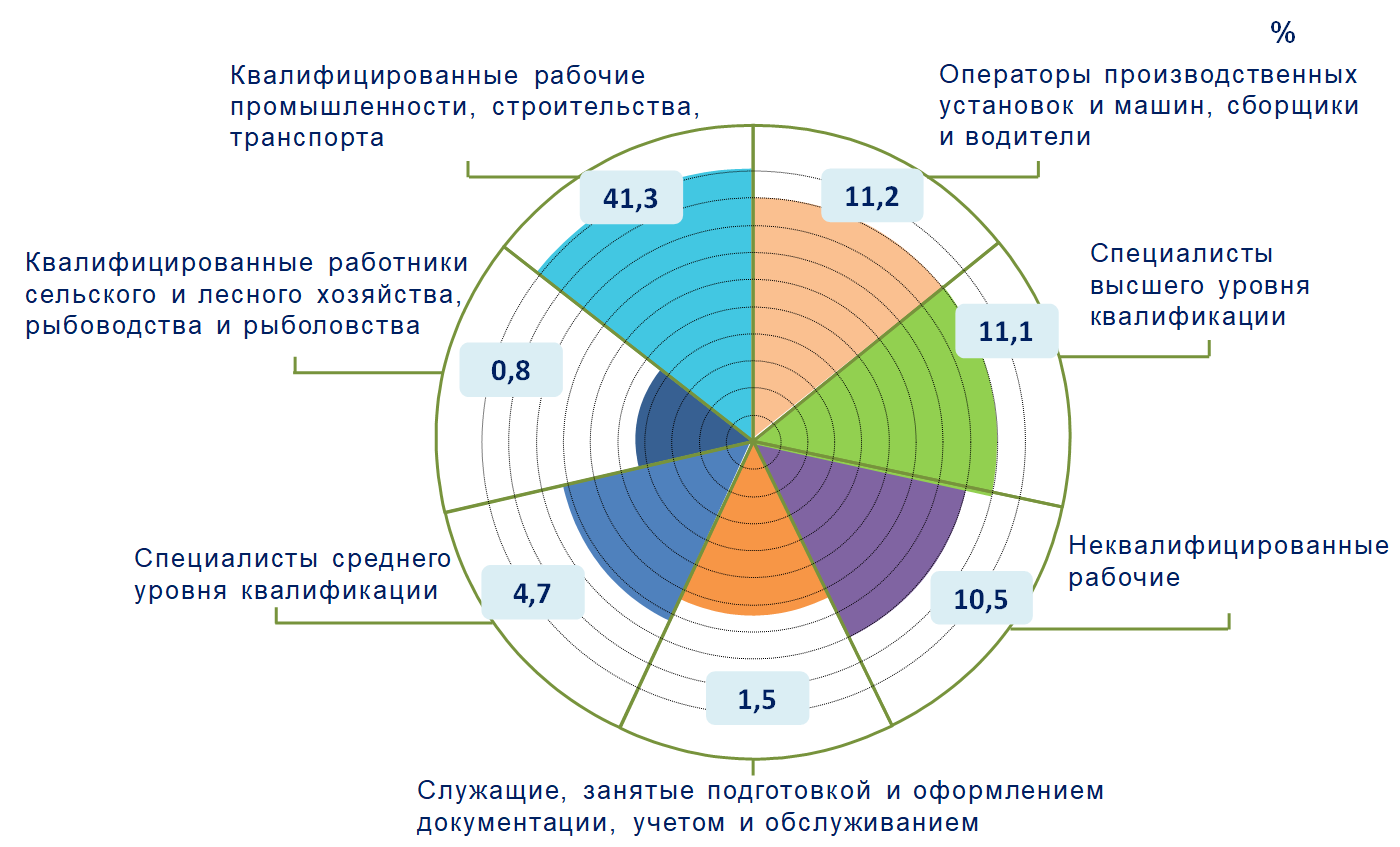 %
Квалифицированные рабочие
промышленности, строительства,
транспорта
41,3
Операторы производственных
установок и машин, сборщики
и водители
11,2
Специалисты
высшего уровня
квалификации
11,1
Квалифицированные работники
сельского и лесного хозяйства,
рыбоводства и рыболовства
0,8
Неквалифицированные
рабочие
10,5
Специалисты среднего
уровня квалификации
4,7
1,5
Служащие, занятые подготовкой и оформлением
документации, учетом и обслуживанием